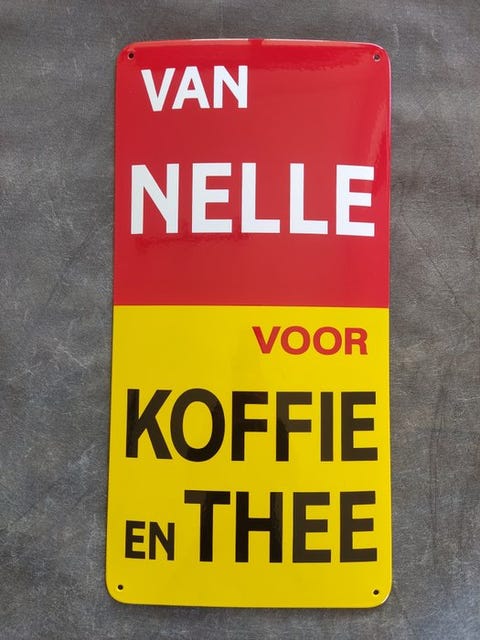 VAN
NELLE
VOOR
KOFFIE
EN THEE